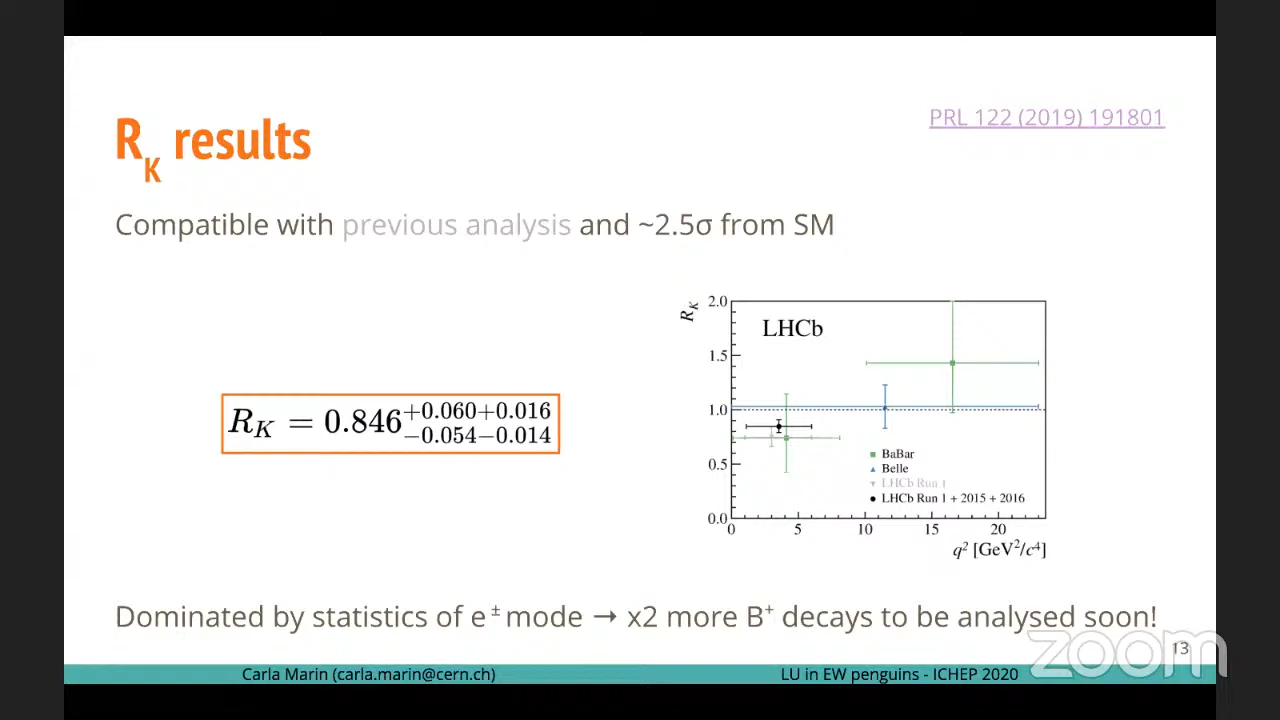 PRL 122 (2019) 191801
R_K results
Compatible with previous analysis and ~2.5σ from SM
R_K = 0.846 +0.060+0.016 −0.054−0.014
R_K
2.0
1.5
1.0
0.5
0.0
LHCb
BaBar
Belle
LHCb Run 1
LHCb Run 1 + 2015 + 2016
0 5 10 15 20
q² [GeV²/c⁴]
Dominated by statistics of e± mode → x2 more B⁺ decays to be analysed soon!
13
zoom
Carla Marin (carla.marin@cern.ch) LU in EW penguins - ICHEP 2020